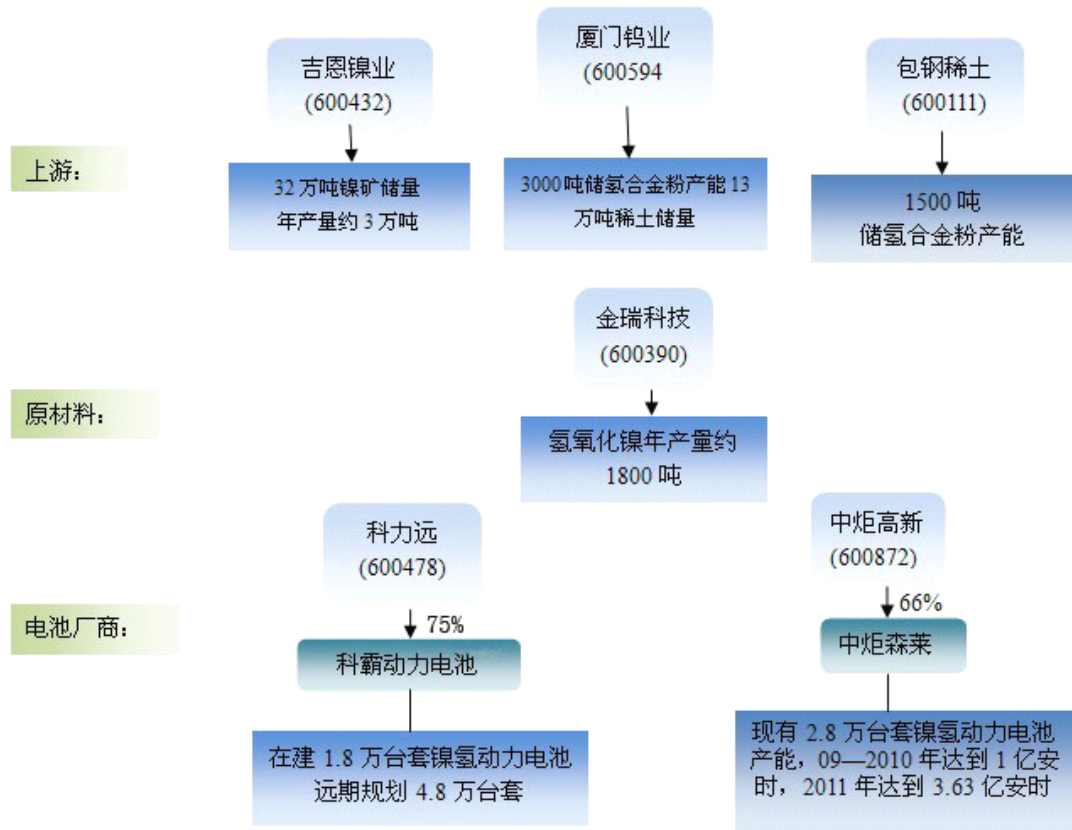 吉恩镍业
(600432)
厦门钨业
(600594
包钢稀土
(600111)
上游：
32万吨镍矿储量
年产量约3万吨
3000吨储氢合金粉产能13
万吨稀土储量
1500 吨
储氢合金粉产能
金瑞科技
(600390)
原材料：
氢氧化镍年产量约
1800 吨
科力远
(600478)
中炬高新
(600872)
电池厂商：
75%
科霸动力电池
66%
中炬森莱
在建 1.8 万台套镍氢动力电池
远期规划 4.8 万台套
现有 2.8 万台套镍氢动力电池
产能，09—2010 年达到 1 亿安
时，2011 年达到 3.63 亿安时